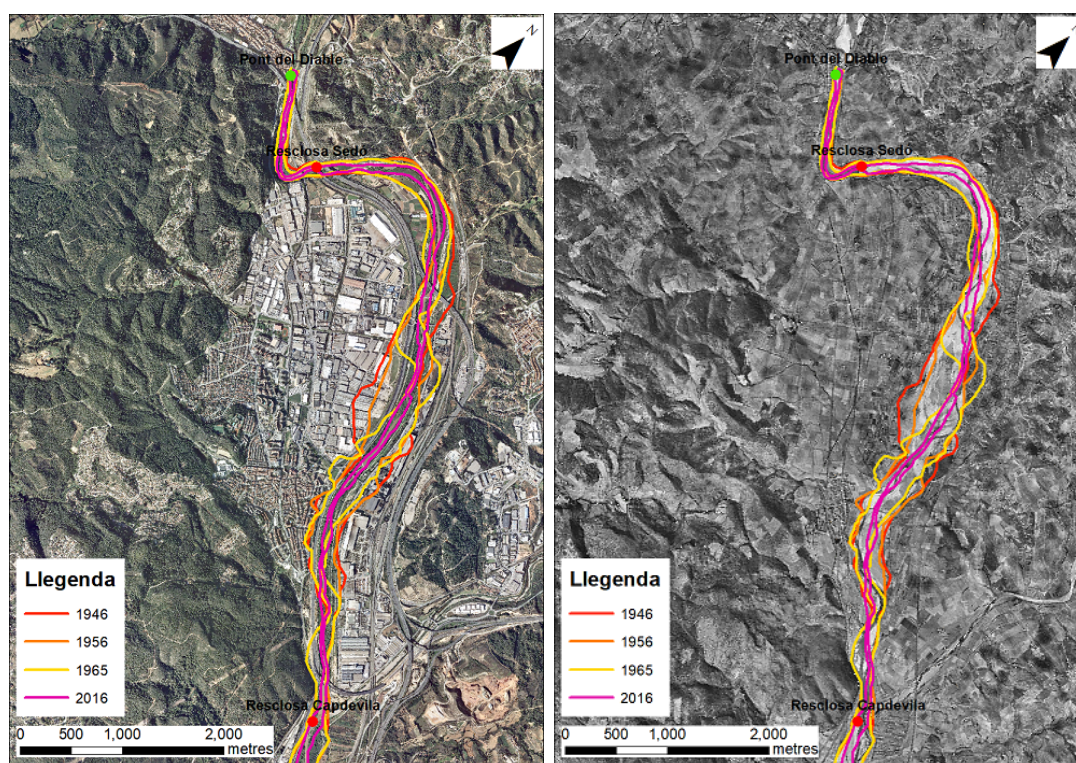 N
Pont del Diable
Resclosa Sedó
Llegenda
1946
1956
1965
2016
Resclosa Capdevila
0 500 1,000 2,000
metres
Pont del Diable
Resclosa Sedó
Llegenda
1946
1956
1965
2016
Resclosa Capdevila
0 500 1,000 2,000
metres